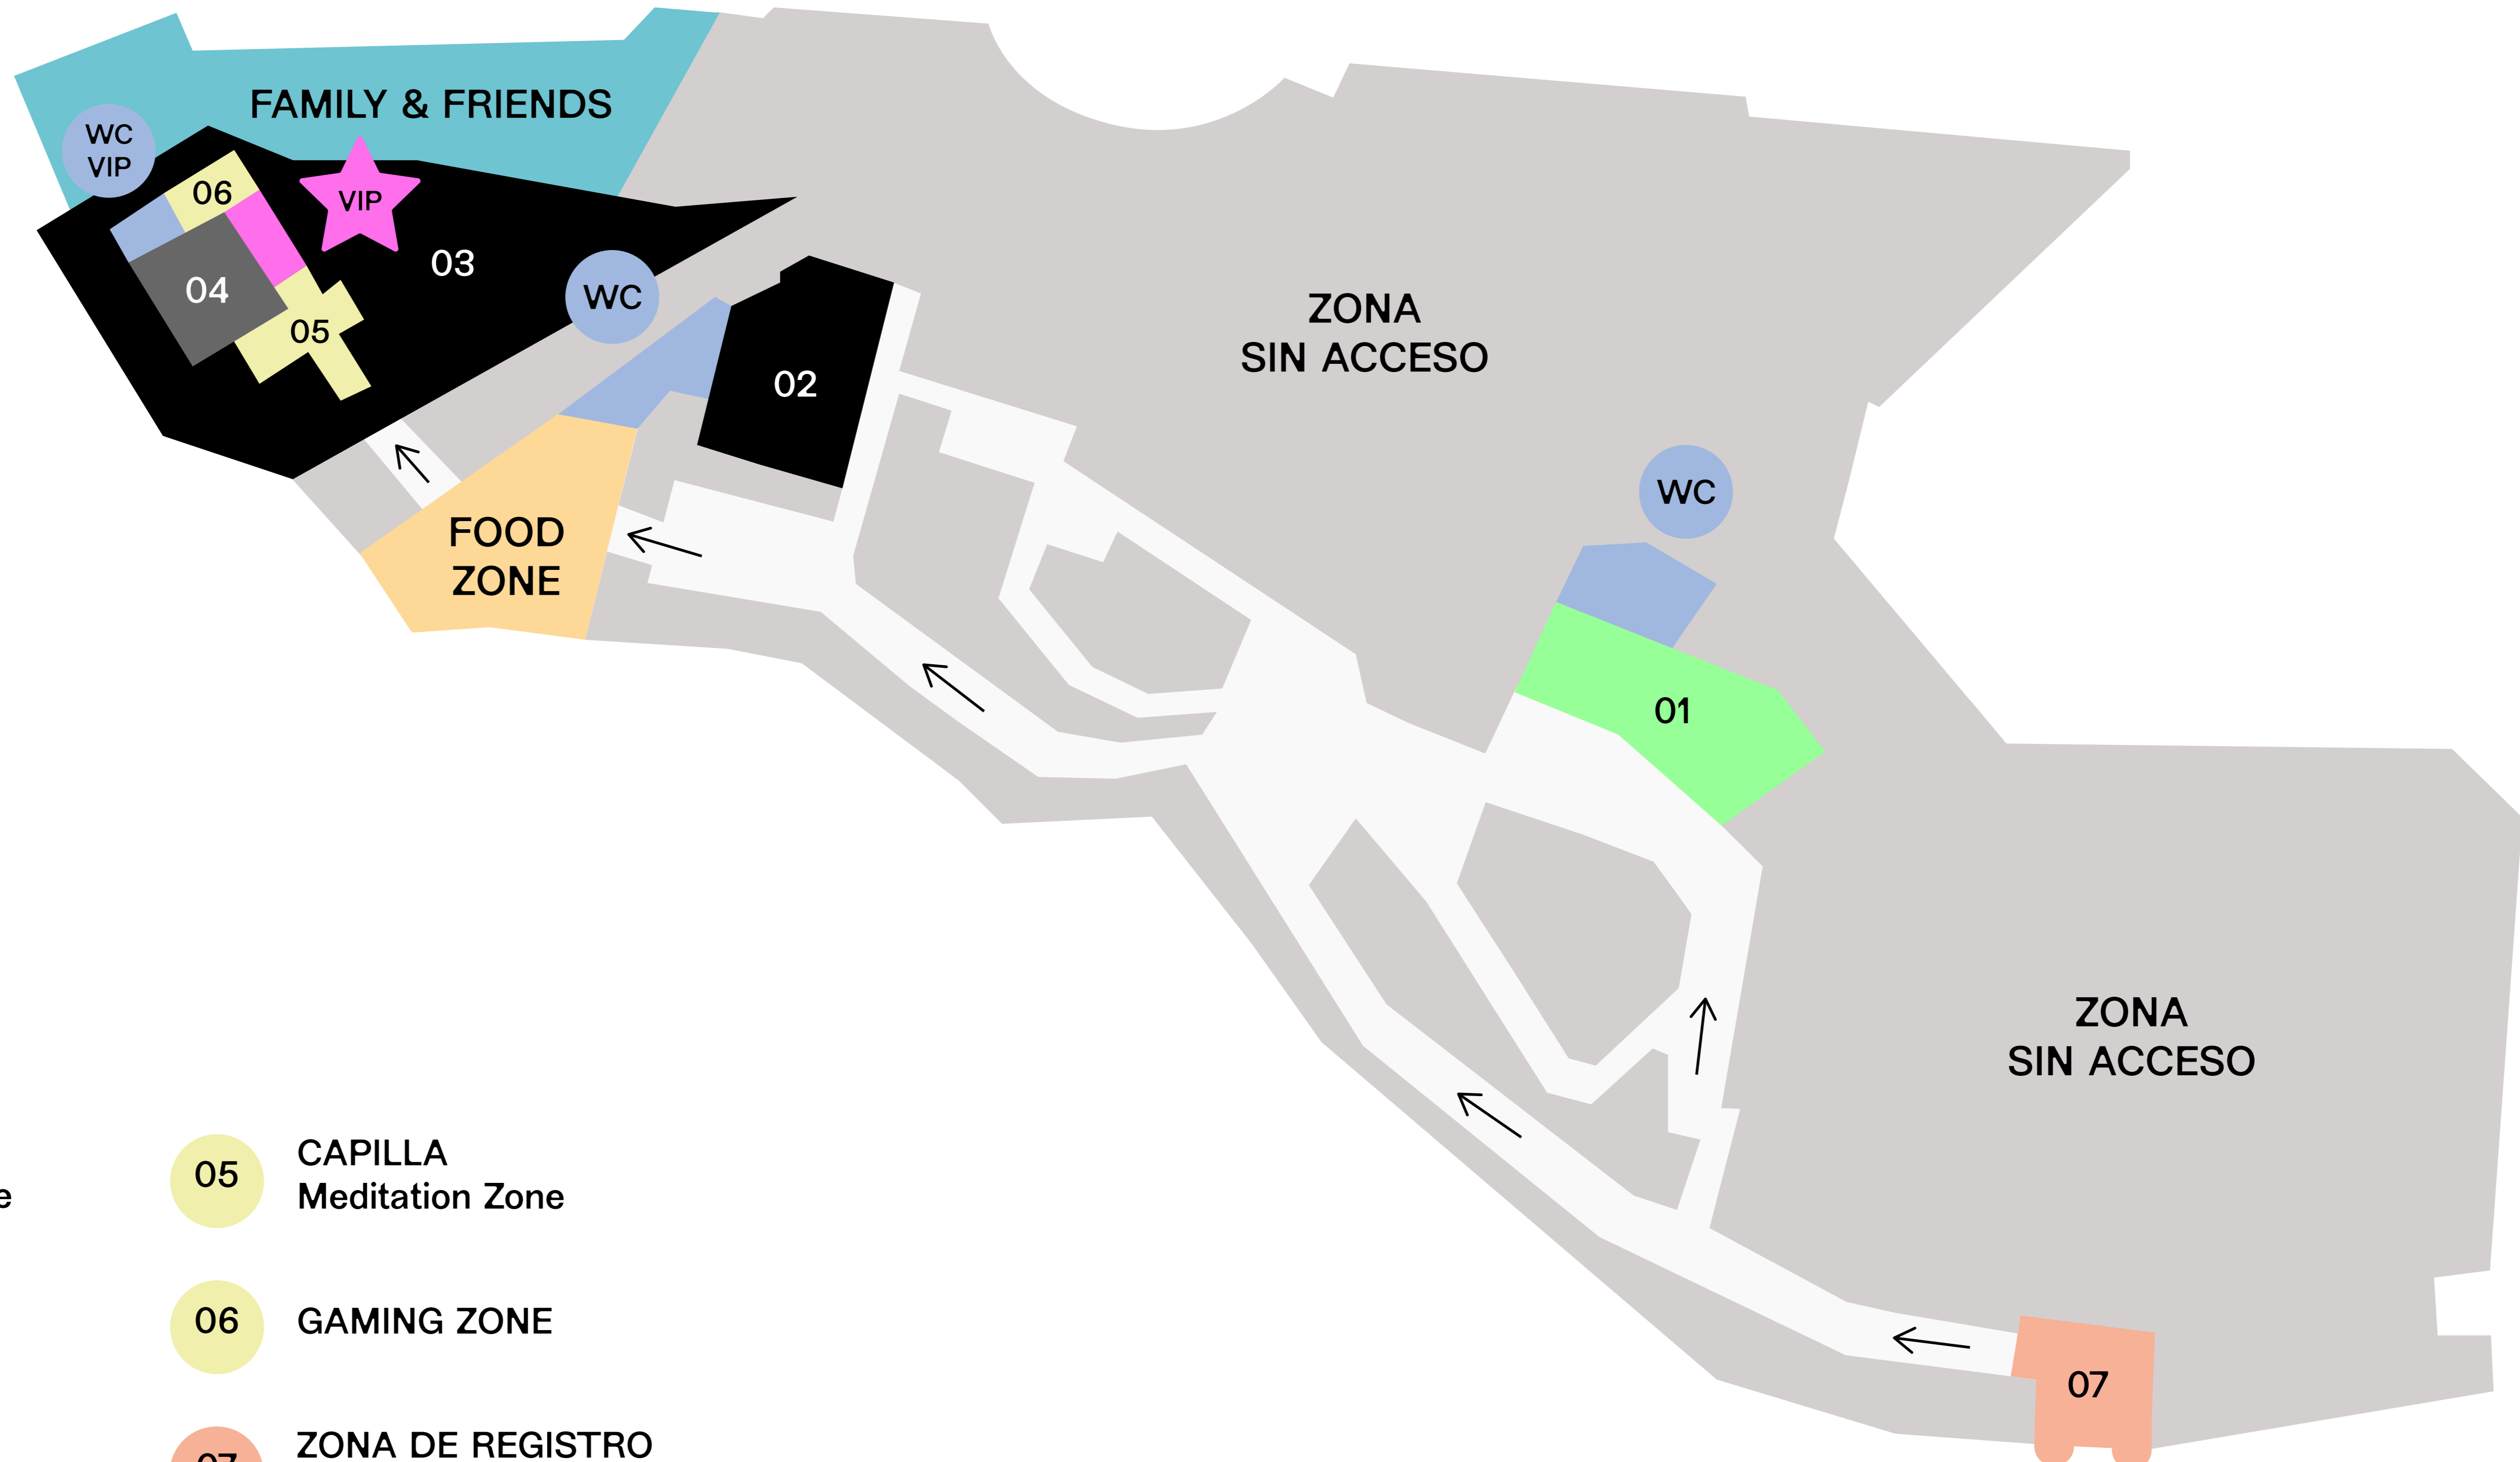 FAMILY & FRIENDS
WC
VIP
06
VIP
03
04
05
WC
02
ZONA
SIN ACCESO
WC
FOOD
ZONE
01
ZONA
SIN ACCESO
07
05
CAPILLA
Meditation Zone
e
06
GAMING ZONE
07
ZONA DE REGISTRO